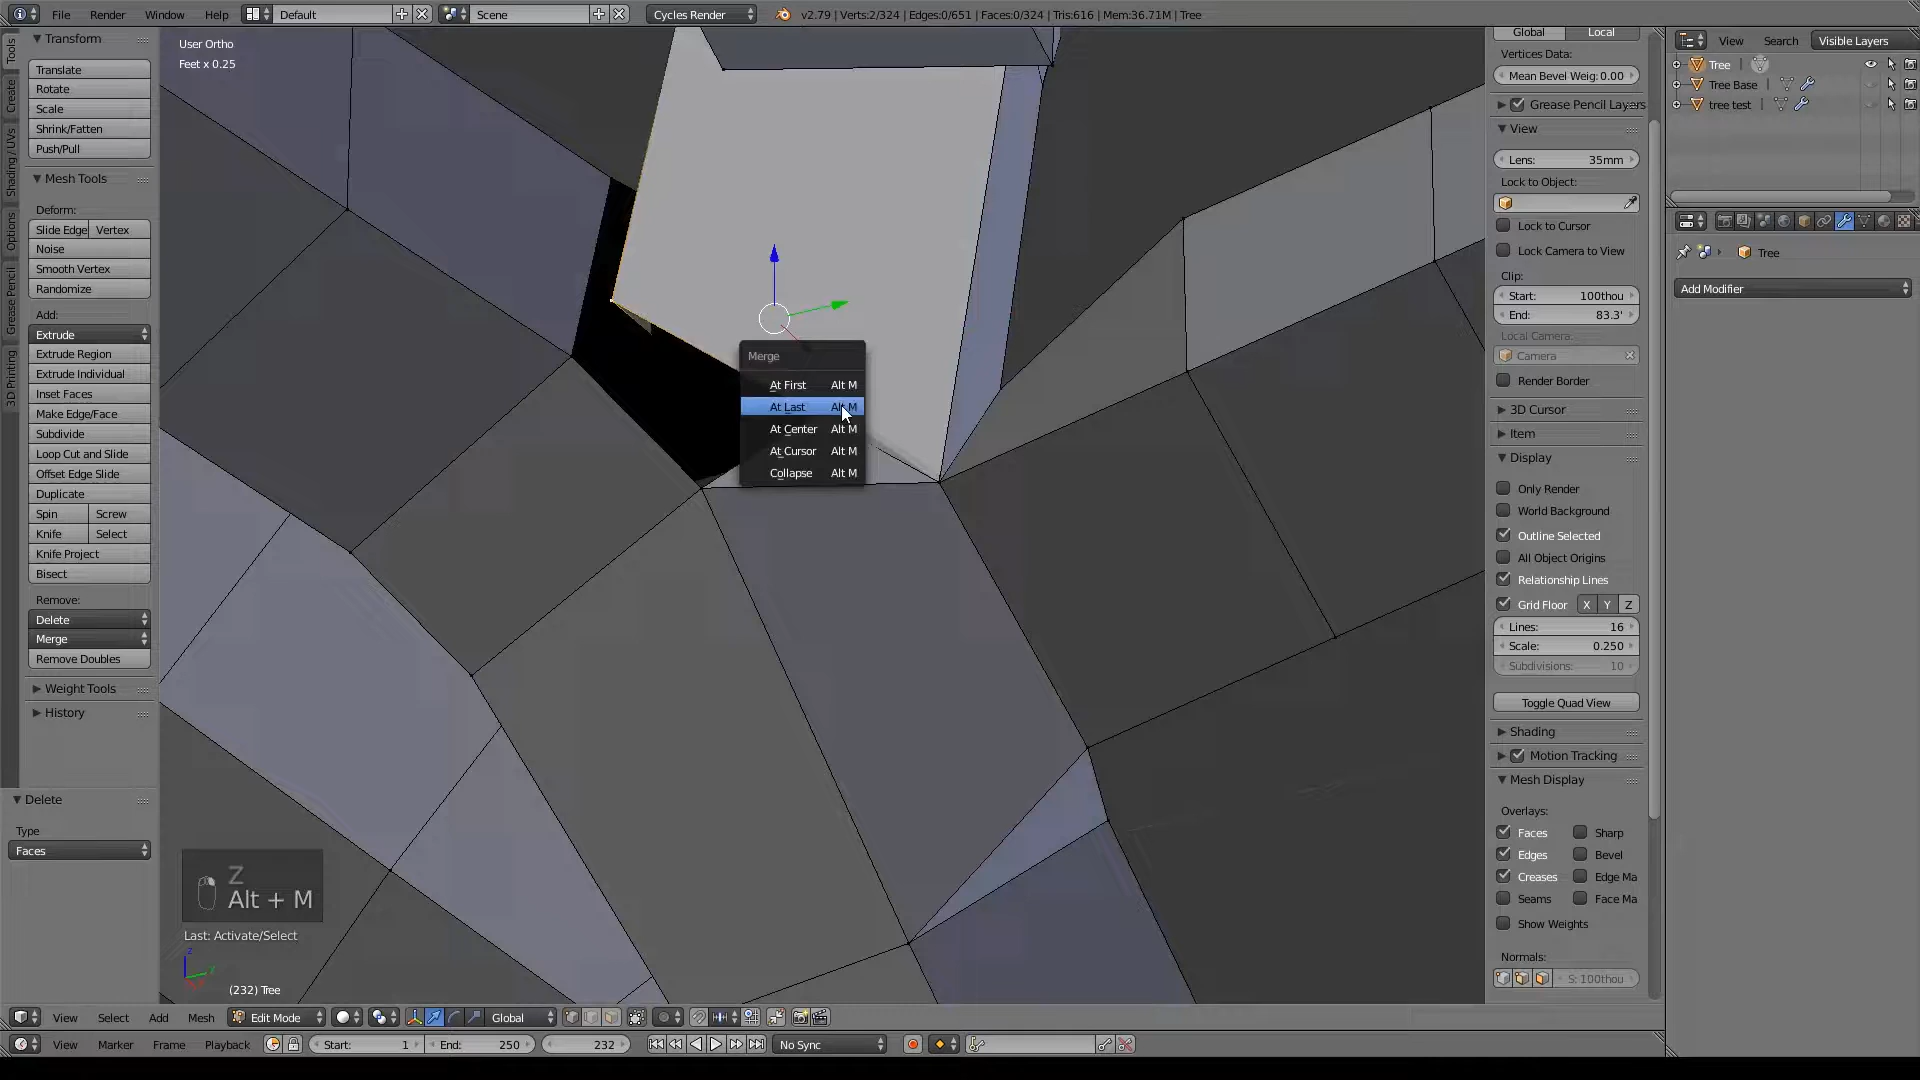 File Render Window Help Default Scene Cycles Render v2.79 | Verts:2/324 | Edges:0/651 | Faces:0/324 | Tris:616 | Mem:36.71M | Tree
Tools
Create
Shading / UVs
Options
Grease Pencil
3D Printing
Transform
Translate
Rotate
Scale
Shrink/Fatten
Push/Pull
Mesh Tools
Deform:
Slide Edge Vertex
Noise
Smooth Vertex
Randomize
Add:
Extrude
Extrude Region
Extrude Individual
Inset Faces
Make Edge/Face
Subdivide
Loop Cut and Slide
Offset Edge Slide
Duplicate
Spin Screw
Knife Select
Knife Project
Bisect
Remove:
Delete
Merge
Remove Doubles
Weight Tools
History
Delete
Type
Faces
User Ortho
Feet x 0.25
Merge
At First Alt M
At Last Alt M
At Center Alt M
At Cursor Alt M
Collapse Alt M
Z
Alt + M
Last: Activate/Select
(232) Tree
View Select Add Mesh Edit Mode Global
View Marker Frame Playback Start: 1 End: 250 232 No Sync
Global Local
Vertices Data:
Mean Bevel Weig: 0.00
Grease Pencil Layers
View
Lens: 35mm
Lock to Object:
Lock to Cursor
Lock Camera to View
Clip:
Start: 100thou
End: 83.3'
Local Camera:
Camera
Render Border
3D Cursor
Item
Display
Only Render
World Background
Outline Selected
All Object Origins
Relationship Lines
Grid Floor X Y Z
Lines: 16
Scale: 0.250
Subdivisions: 10
Toggle Quad View
Shading
Motion Tracking
Mesh Display
Overlays:
Faces Sharp
Edges Bevel
Creases Edge Ma
Seams Face Ma
Show Weights
Normals:
S: 100thou
View Search Visible Layers
Tree
Tree Base
tree test
Tree
Add Modifier